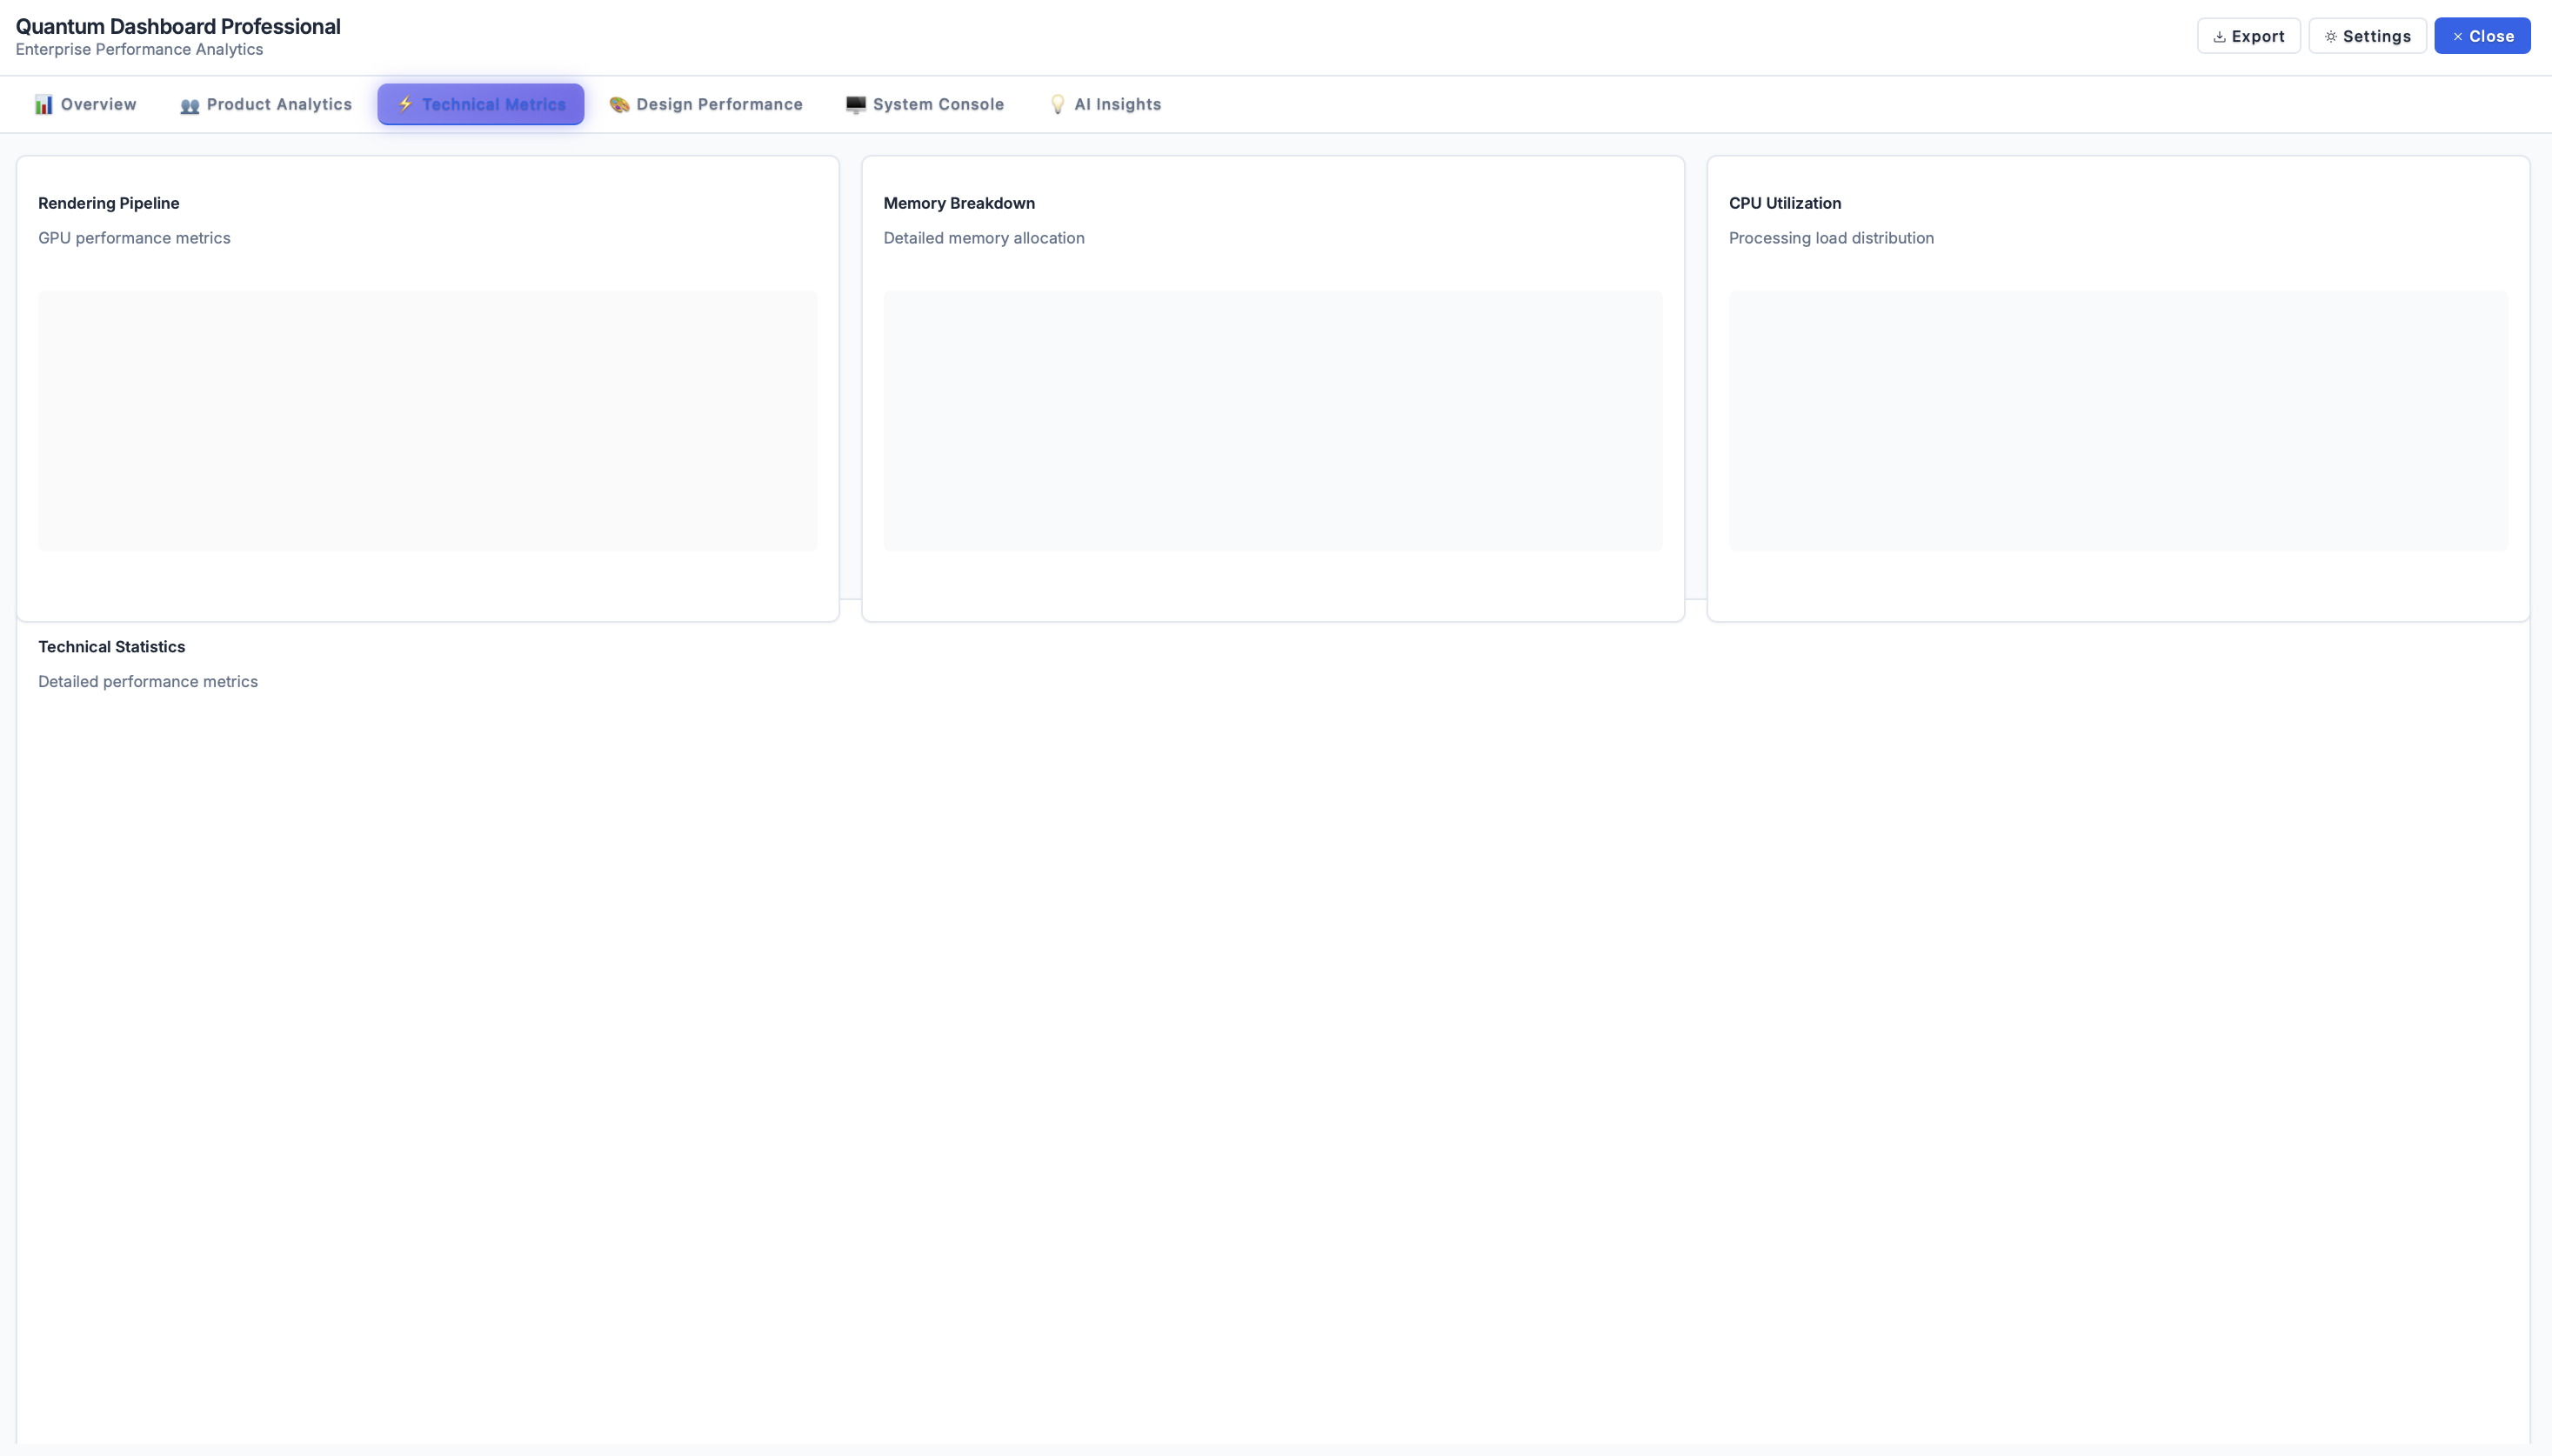 Quantum Dashboard Professional
Enterprise Performance Analytics
Export
Settings
Close
Overview
Product Analytics
Technical Metrics
Design Performance
System Console
AI Insights
Rendering Pipeline
GPU performance metrics
Memory Breakdown
Detailed memory allocation
CPU Utilization
Processing load distribution
Technical Statistics
Detailed performance metrics